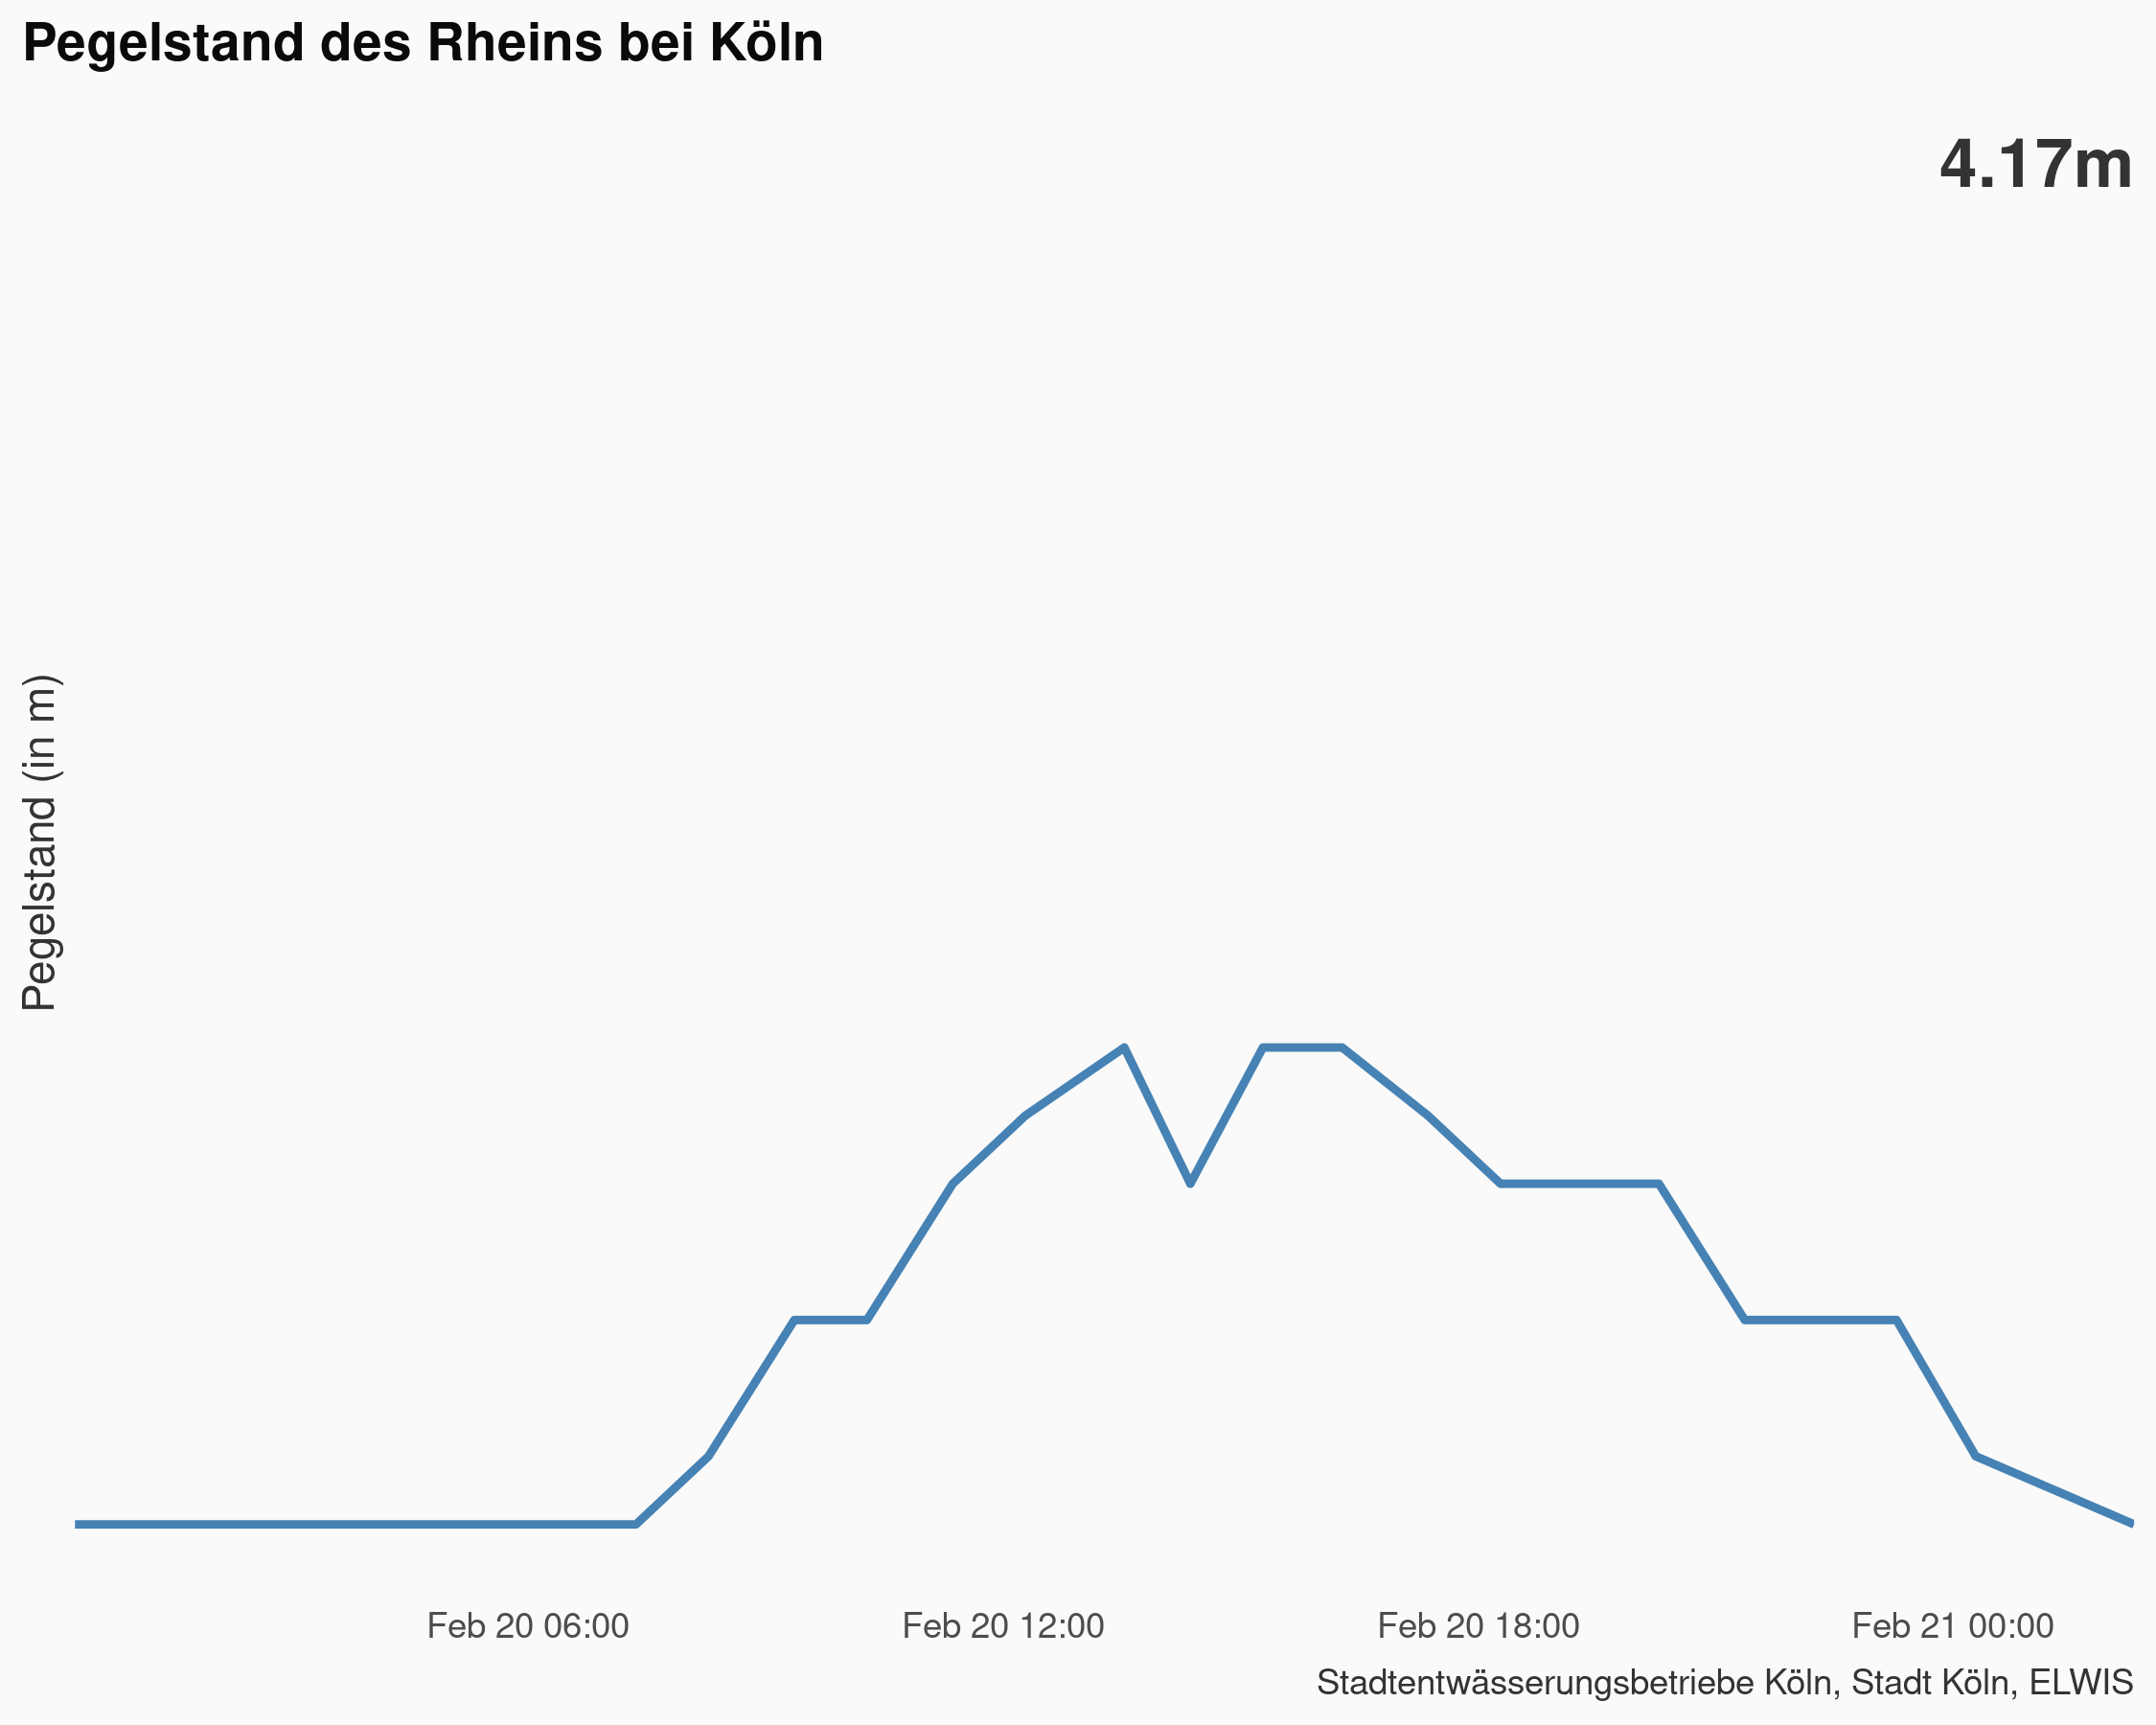 Pegelstand des Rheins bei Köln
4.17m
Pegelstand (in m)
Feb 20 06:00 Feb 20 12:00 Feb 20 18:00 Feb 21 00:00
Stadtentwässerungsbetriebe Köln, Stadt Köln, ELWIS